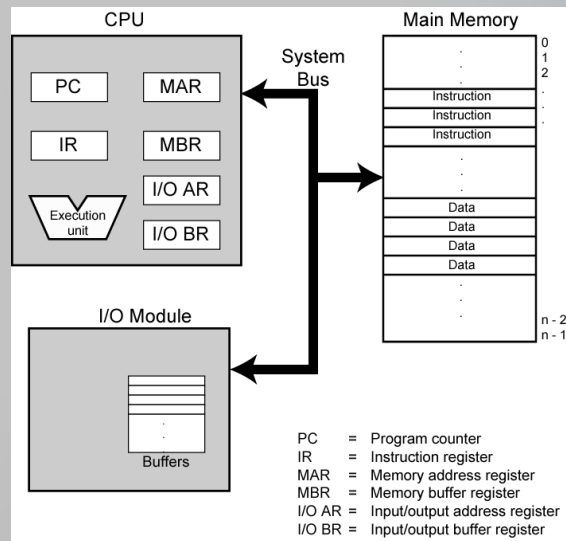 CPU
PC
MAR
IR
MBR
I/O AR
I/O BR
Execution
unit
System
Bus
Main Memory
.
.
.
Instruction
Instruction
Instruction
.
.
.
Data
Data
Data
Data
.
.
.
0
1
2
.
.
.
n - 2
n - 1
I/O Module
.
.
.
Buffers
PC = Program counter
IR = Instruction register
MAR = Memory address register
MBR = Memory buffer register
I/O AR = Input/output address register
I/O BR = Input/output buffer register